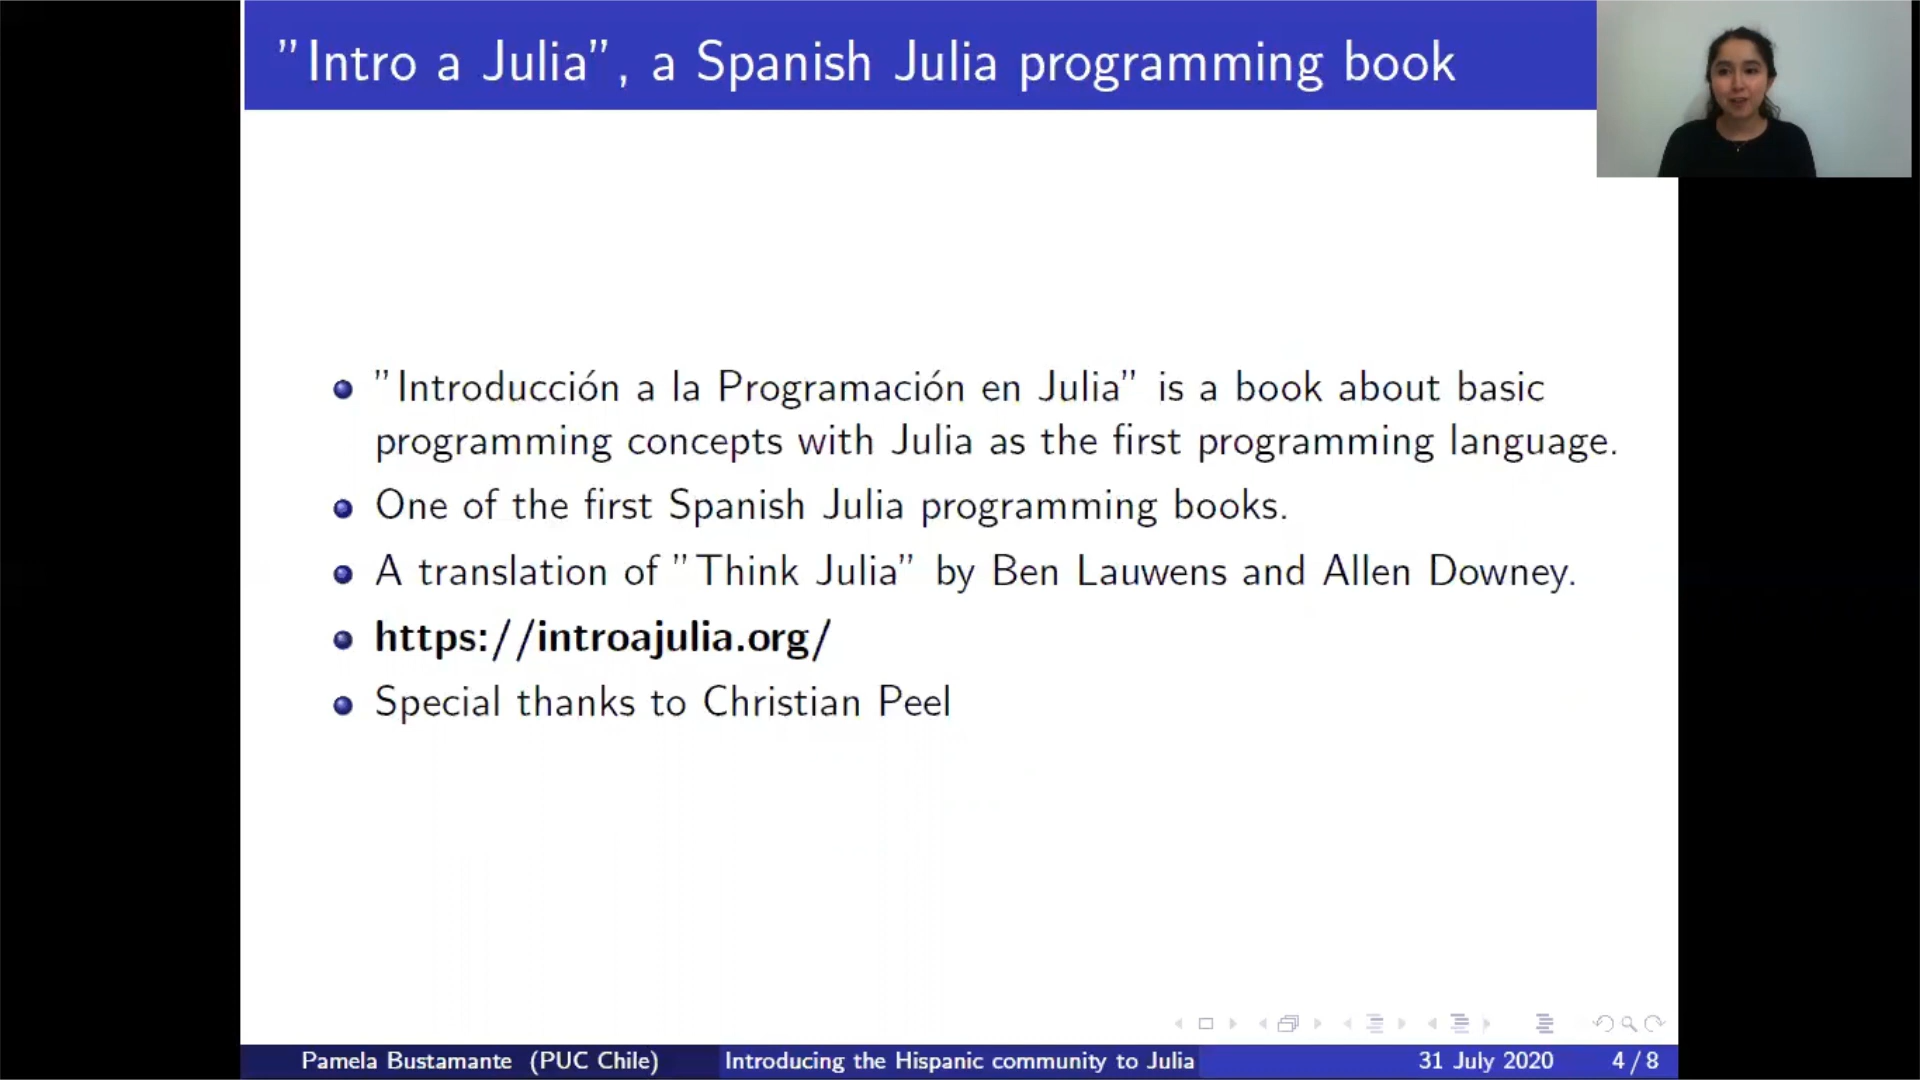 "Intro a Julia", a Spanish Julia programming book
"Introducción a la Programación en Julia" is a book about basic
programming concepts with Julia as the first programming language.
One of the first Spanish Julia programming books.
A translation of "Think Julia" by Ben Lauwens and Allen Downey.
https://introajulia.org/
Special thanks to Christian Peel
Pamela Bustamante (PUC Chile) Introducing the Hispanic community to Julia 31 July 2020 4 / 8